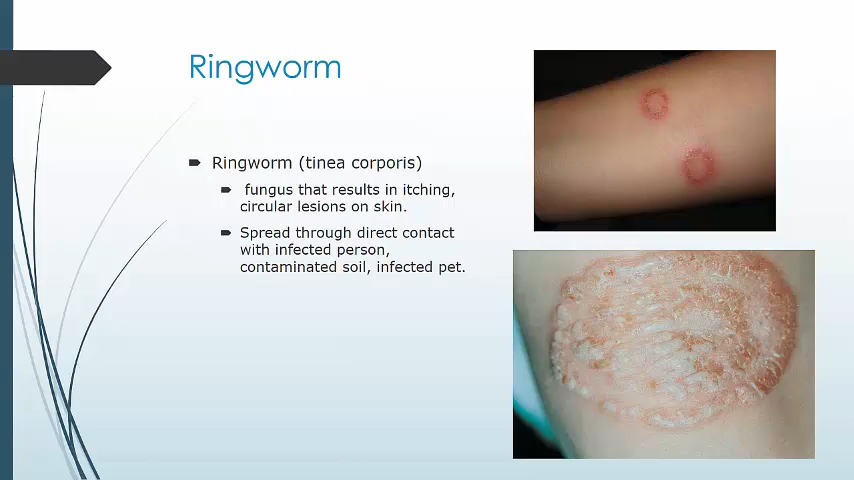 Ringworm
Ringworm (tinea corporis)
fungus that results in itching,
circular lesions on skin.
Spread through direct contact
with infected person,
contaminated soil, infected pet.